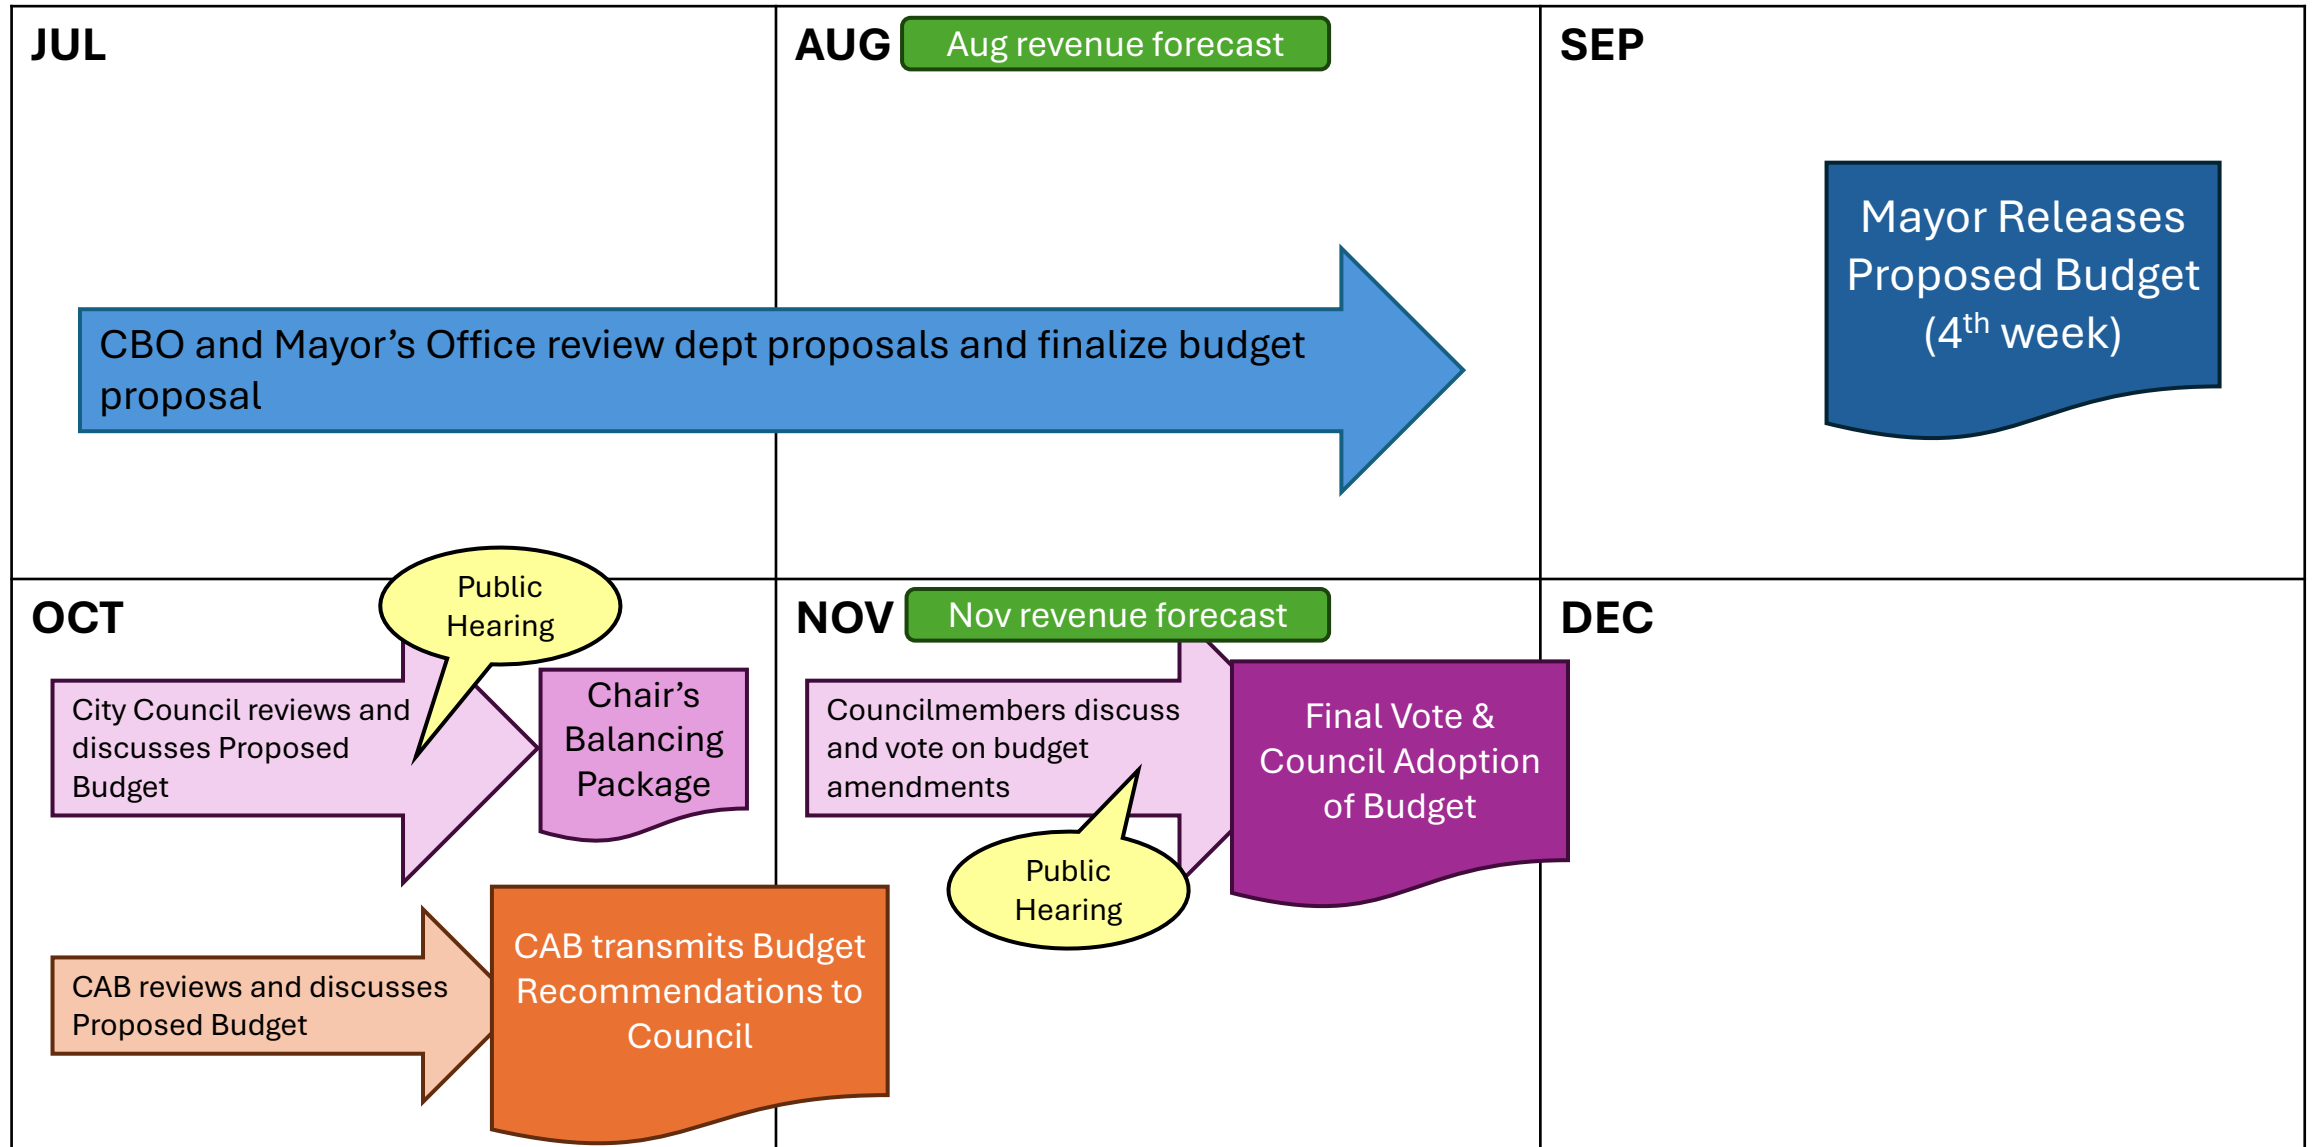 JUL
AUG
Aug revenue forecast
SEP
CBO and Mayor’s Office review dept proposals and finalize budget
proposal
Mayor Releases
Proposed Budget
(4th week)
OCT
Public
Hearing
City Council reviews and
discusses Proposed
Budget
Chair’s
Balancing
Package
CAB reviews and discusses
Proposed Budget
CAB transmits Budget
Recommendations to
Council
NOV
Nov revenue forecast
Councilmembers discuss
and vote on budget
amendments
Public
Hearing
Final Vote &
Council Adoption
of Budget
DEC